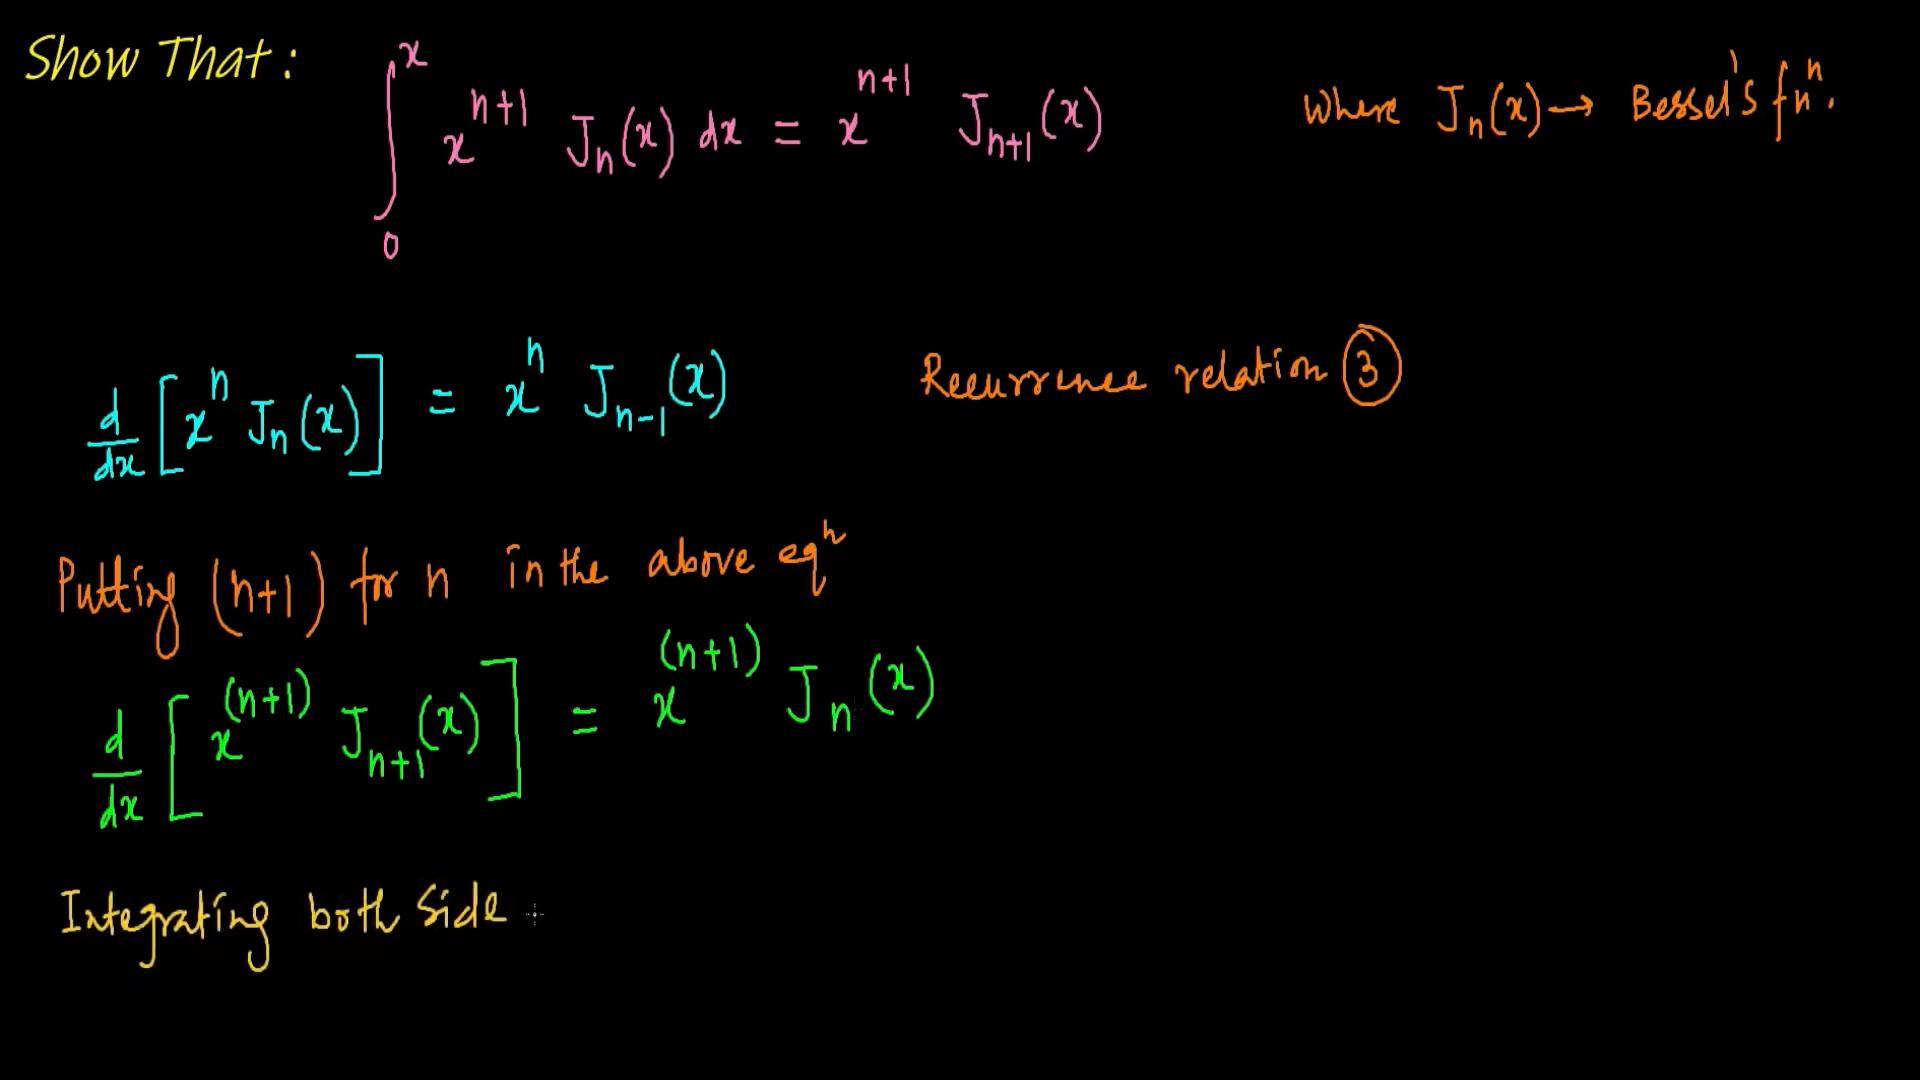 Show That : ∫₀ˣ xⁿ⁺¹ Jₙ(x) dx = xⁿ⁺¹ Jₙ₊₁(x) where Jₙ(x) → Bessel's fnⁿ.
d/dx [xⁿ Jₙ(x)] = xⁿ Jₙ₋₁(x) Recurrence relation ③
Putting (n+1) for n in the above eqⁿ
d/dx [x⁽ⁿ⁺¹⁾ Jₙ₊₁(x)] = x⁽ⁿ⁺¹⁾ Jₙ(x)
Integrating both side